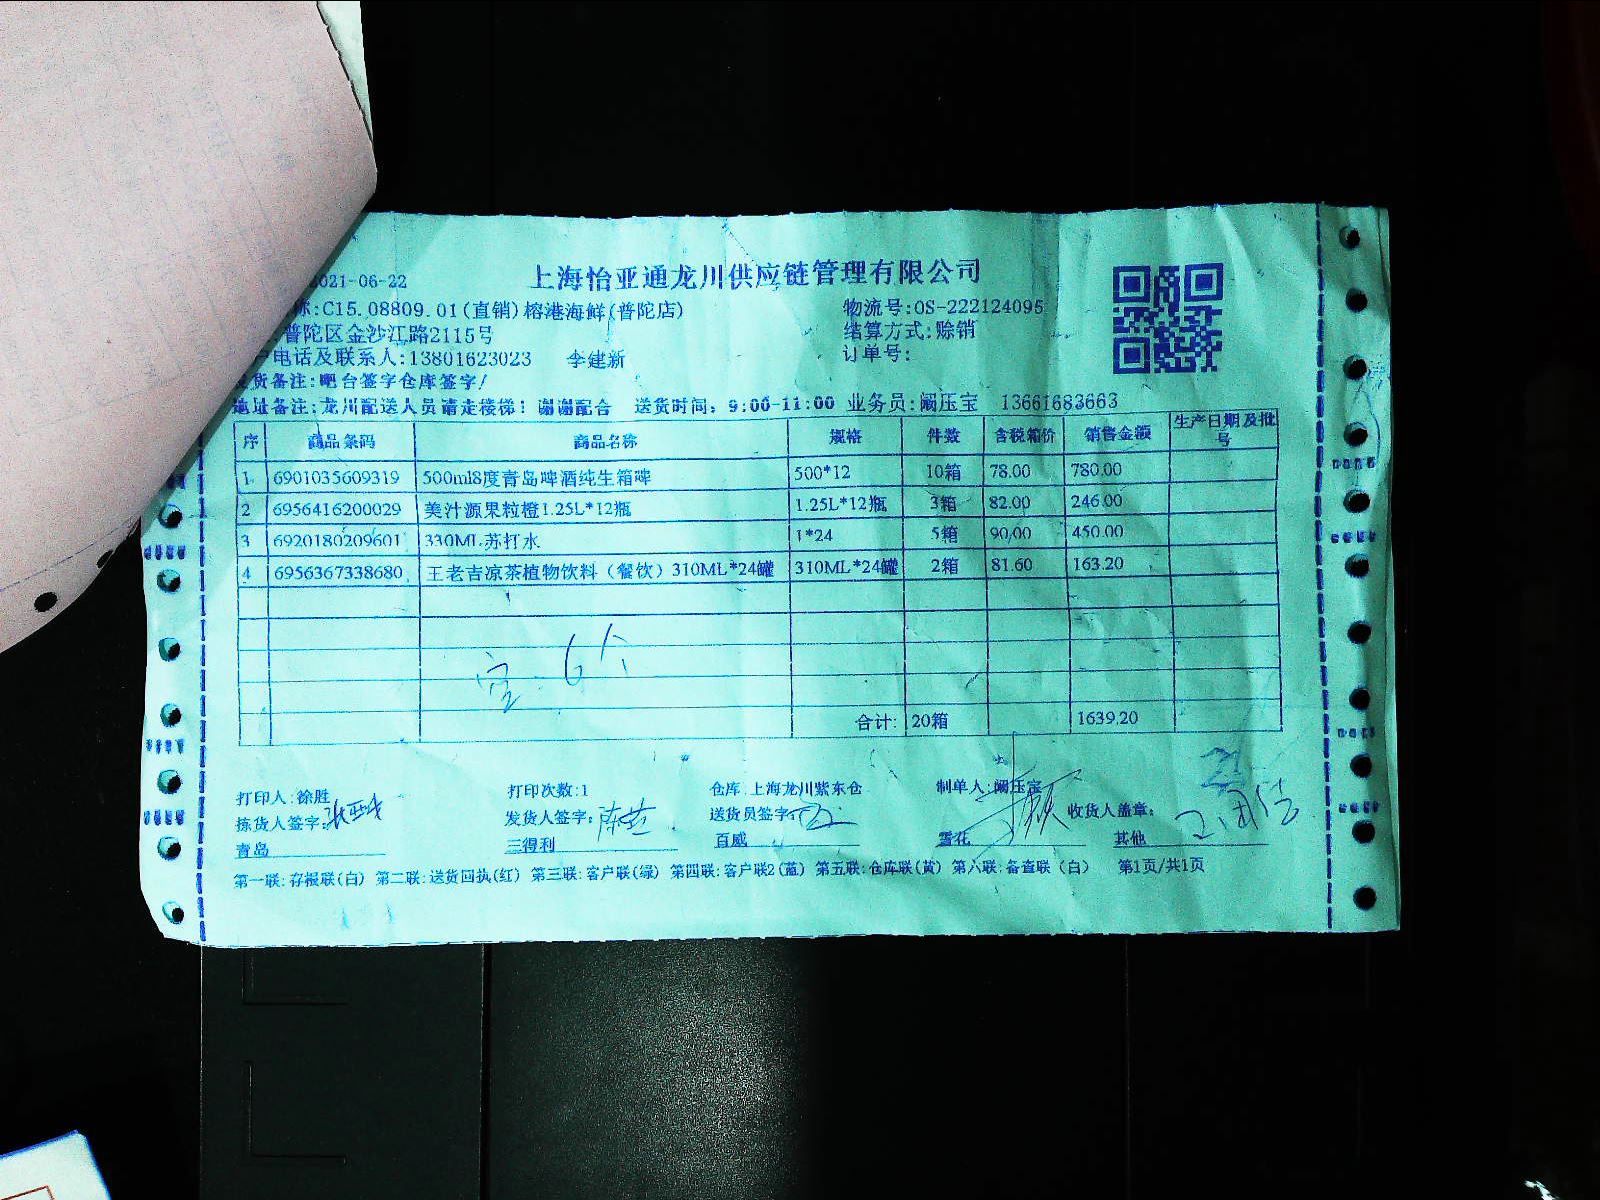 上海怡亚通龙川供应链管理有限公司
2021-06-22
称:C15.08809.01(直销)榕港海鲜(普陀店) 物流号:OS-222124095
普陀区金沙江路2115号 结算方式:赊销
电话及联系人:13801623023 李建新 订单号:
发货备注:吧台签字仓库签字/
地址备注:龙川配送人员请走楼梯!谢谢配合 送货时间:9:00-11:00 业务员:阚压宝 13661683663
序 商品条码 商品名称 规格 件数 含税箱价 销售金额 生产日期及批号
1 6901035609319 500ml8度青岛啤酒纯生箱啤 500*12 10箱 78.00 780.00
2 6956416200029 美汁源果粒橙1.25L*12瓶 1.25L*12瓶 3箱 82.00 246.00
3 6920180209601 330ML苏打水 1*24 5箱 90.00 450.00
4 6956367338680 王老吉凉茶植物饮料(餐饮)310ML*24罐 310ML*24罐 2箱 81.60 163.20
空 6个
合计: 20箱 1639.20
打印人:徐胜 打印次数:1 仓库:上海龙川紫东仓 制单人:阚压宝
拣货人签字: 发货人签字: 送货员签字: 收货人盖章:
青岛 三得利 百威 雪花 其他
第一联:存根联(白) 第二联:送货回执(红) 第三联:客户联(绿) 第四联:客户联2(蓝) 第五联:仓库联(黄) 第六联:备查联(白) 第1页/共1页